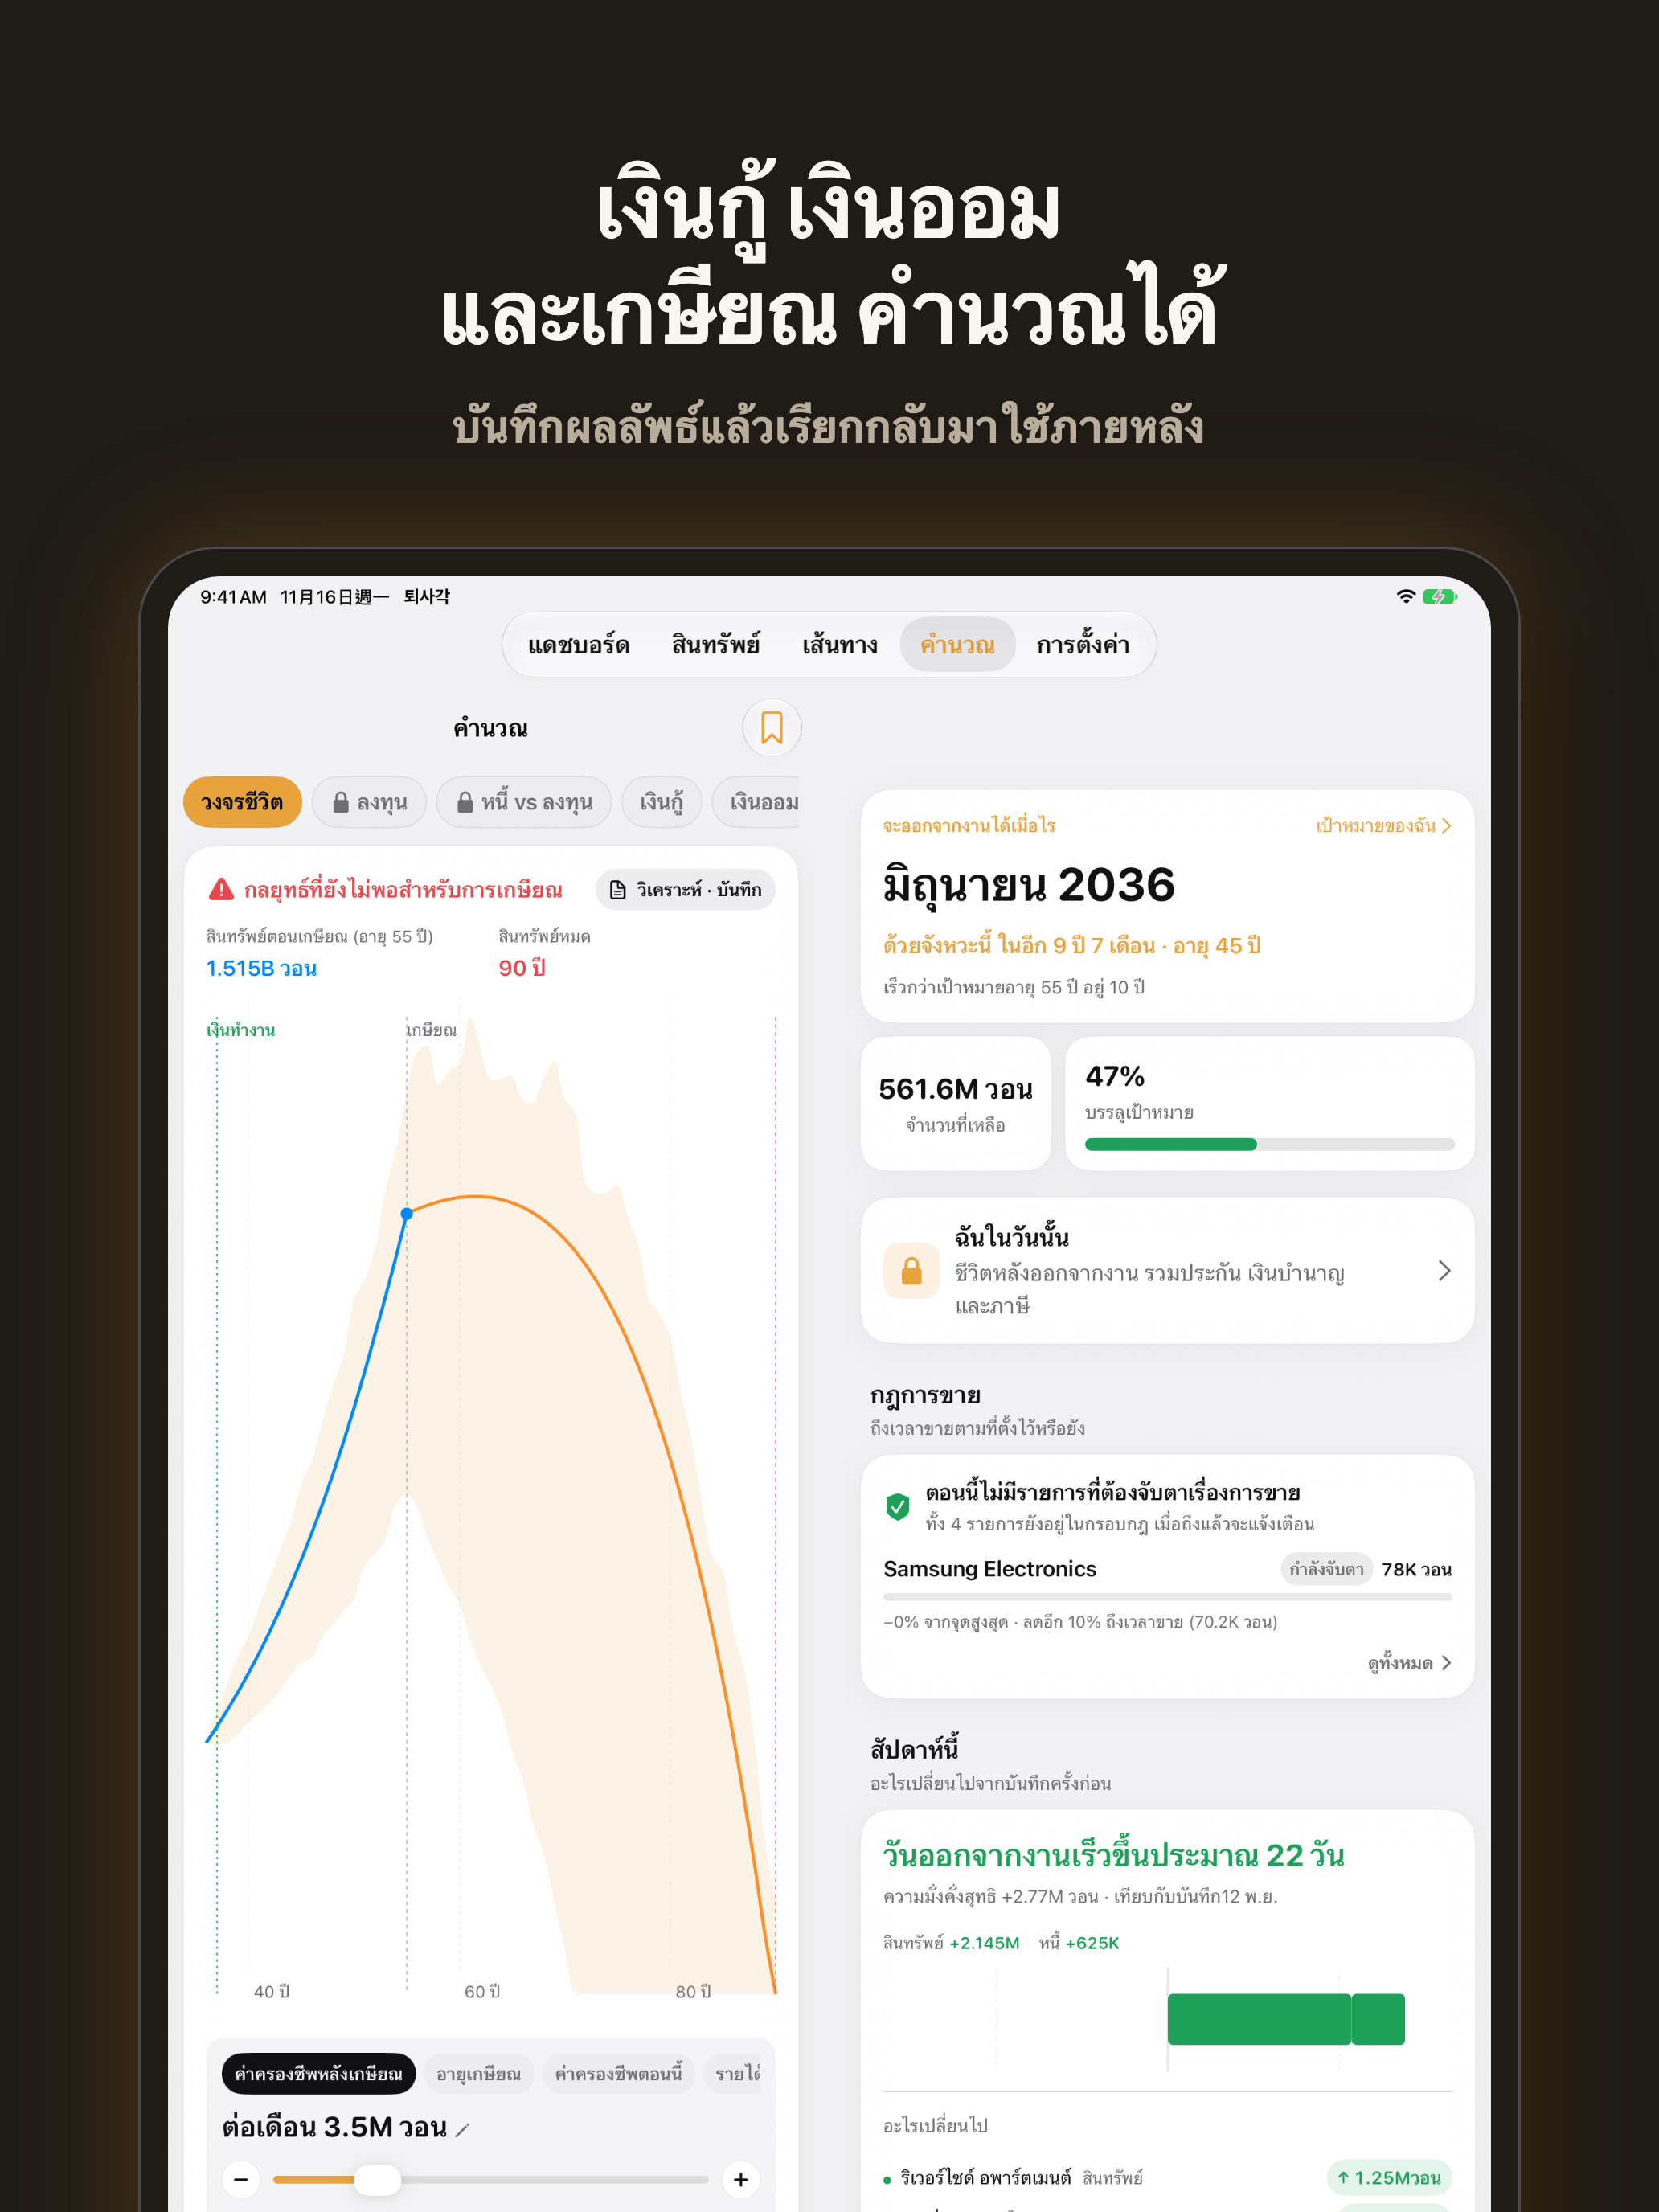 เงินกู้ เงินออม
และเกษียณ คำนวณได้
บันทึกผลลัพธ์แล้วเรียกกลับมาใช้ภายหลัง
9:41 AM 11月16日週一 퇴사각
แดชบอร์ด สินทรัพย์ เส้นทาง คำนวณ การตั้งค่า
คำนวณ
วงจรชีวิต ลงทุน หนี้ vs ลงทุน เงินกู้ เงินออม
กลยุทธ์ที่ยังไม่พอสำหรับการเกษียณ วิเคราะห์ · บันทึก
สินทรัพย์ตอนเกษียณ (อายุ 55 ปี) สินทรัพย์หมด
1.515B วอน 90 ปี
เงินทำงาน เกษียณ
40 ปี 60 ปี 80 ปี
ค่าครองชีพหลังเกษียณ อายุเกษียณ ค่าครองชีพตอนนี้ รายได้
ต่อเดือน 3.5M วอน
จะออกจากงานได้เมื่อไร เป้าหมายของฉัน
มิถุนายน 2036
ด้วยจังหวะนี้ ในอีก 9 ปี 7 เดือน · อายุ 45 ปี
เร็วกว่าเป้าหมายอายุ 55 ปี อยู่ 10 ปี
561.6M วอน
จำนวนที่เหลือ
47%
บรรลุเป้าหมาย
ฉันในวันนั้น
ชีวิตหลังออกจากงาน รวมประกัน เงินบำนาญ
และภาษี
กฎการขาย
ถึงเวลาขายตามที่ตั้งไว้หรือยัง
ตอนนี้ไม่มีรายการที่ต้องจับตาเรื่องการขาย
ทั้ง 4 รายการยังอยู่ในกรอบกฎ เมื่อถึงแล้วจะแจ้งเตือน
Samsung Electronics กำลังจับตา 78K วอน
−0% จากจุดสูงสุด · ลดอีก 10% ถึงเวลาขาย (70.2K วอน)
ดูทั้งหมด
สัปดาห์นี้
อะไรเปลี่ยนไปจากบันทึกครั้งก่อน
วันออกจากงานเร็วขึ้นประมาณ 22 วัน
ความมั่งคั่งสุทธิ +2.77M วอน · เทียบกับบันทึก12 พ.ย.
สินทรัพย์ +2.145M หนี้ +625K
อะไรเปลี่ยนไป
ริเวอร์ไซด์ อพาร์ตเมนต์ สินทรัพย์ ↑ 1.25Mวอน